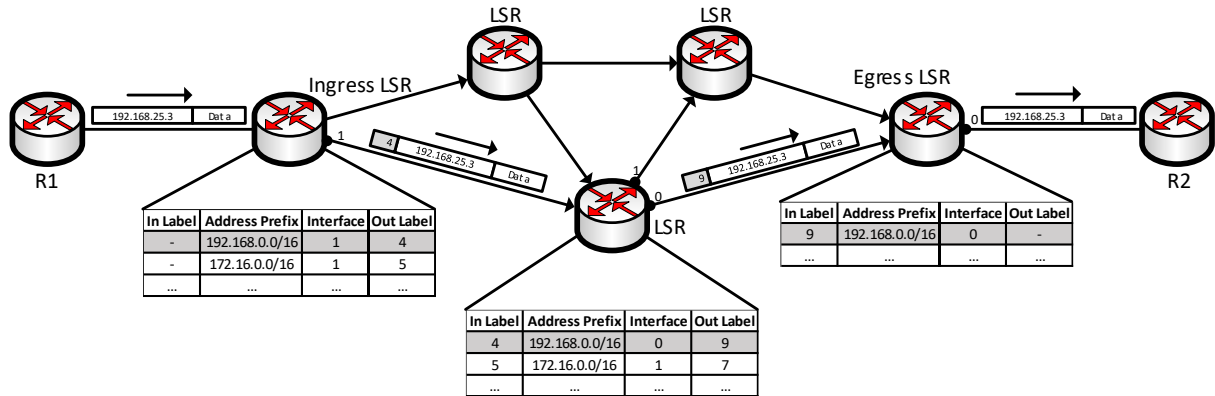 LSR
LSR
Ingress LSR
Egress LSR
192.168.25.3 Data
192.168.25.3 Data
R1
1
4 192.168.25.3 Data
1
0
9 192.168.25.3 Data
0
R2
LSR
In Label Address Prefix Interface Out Label
- 192.168.0.0/16 1 4
- 172.16.0.0/16 1 5
... ... ... ...
In Label Address Prefix Interface Out Label
9 192.168.0.0/16 0 -
... ... ... ...
In Label Address Prefix Interface Out Label
4 192.168.0.0/16 0 9
5 172.16.0.0/16 1 7
... ... ... ...